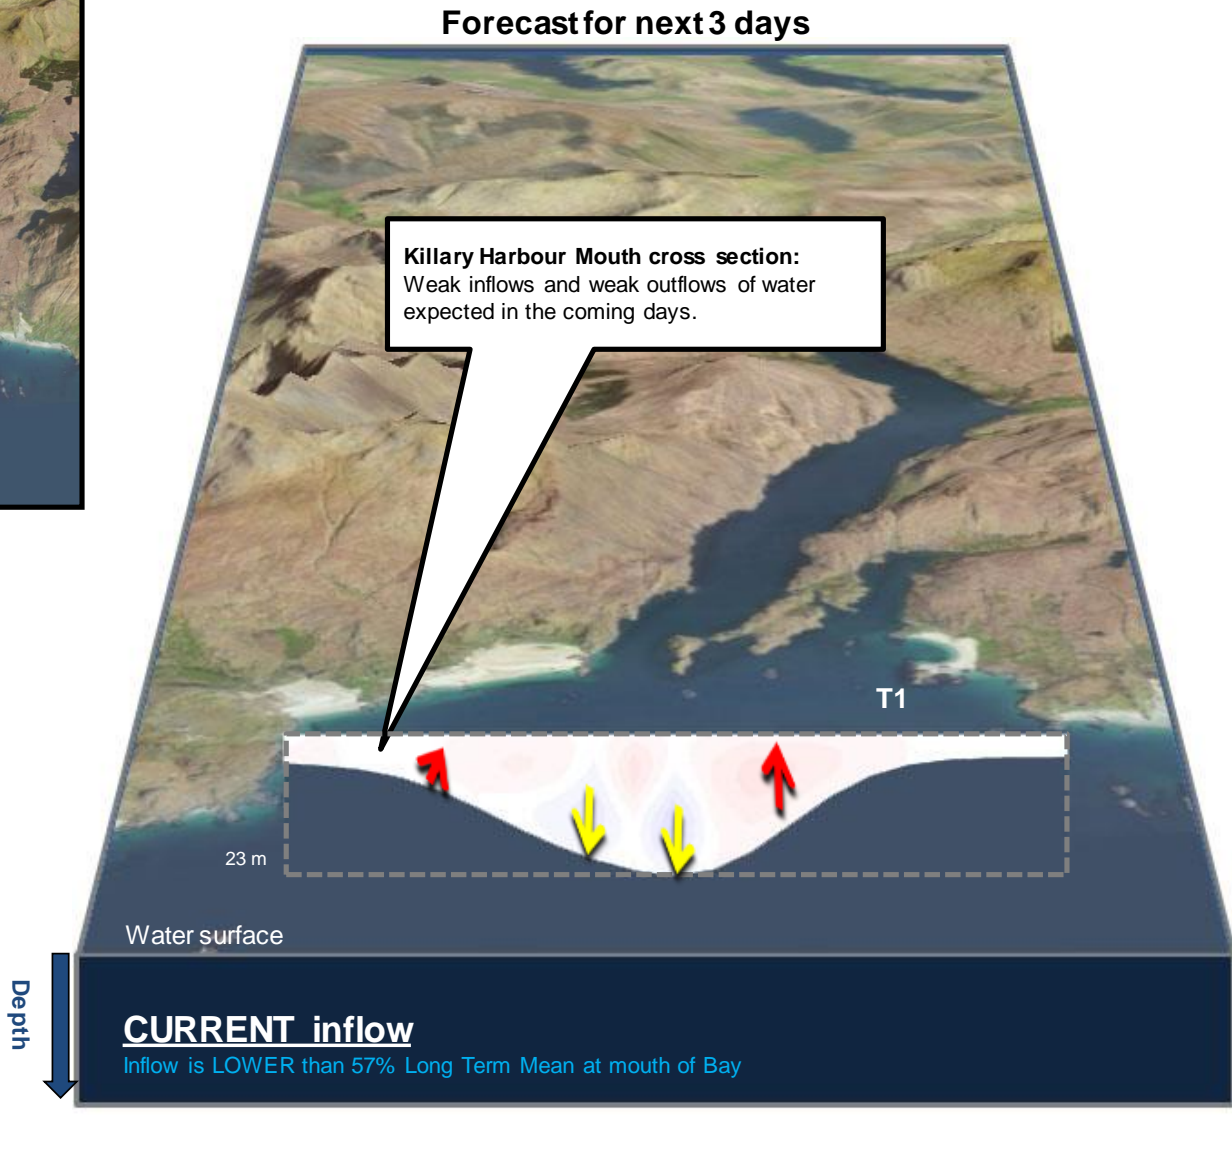 Forecast for next 3 days
Killary Harbour Mouth cross section:
Weak inflows and weak outflows of water
expected in the coming days.
T1
23 m
Water surface
Depth
CURRENT inflow
Inflow is LOWER than 57% Long Term Mean at mouth of Bay